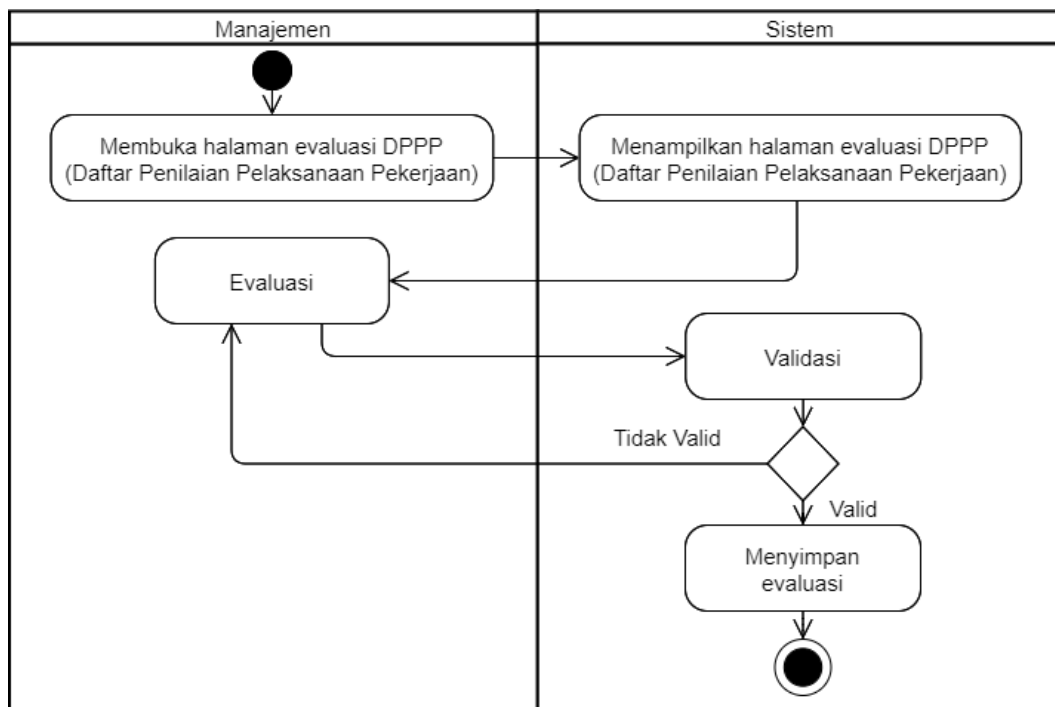 Manajemen
Sistem
Membuka halaman evaluasi DPPP
(Daftar Penilaian Pelaksanaan Pekerjaan)
Menampilkan halaman evaluasi DPPP
(Daftar Penilaian Pelaksanaan Pekerjaan)
Evaluasi
Validasi
Tidak Valid
Valid
Menyimpan
evaluasi